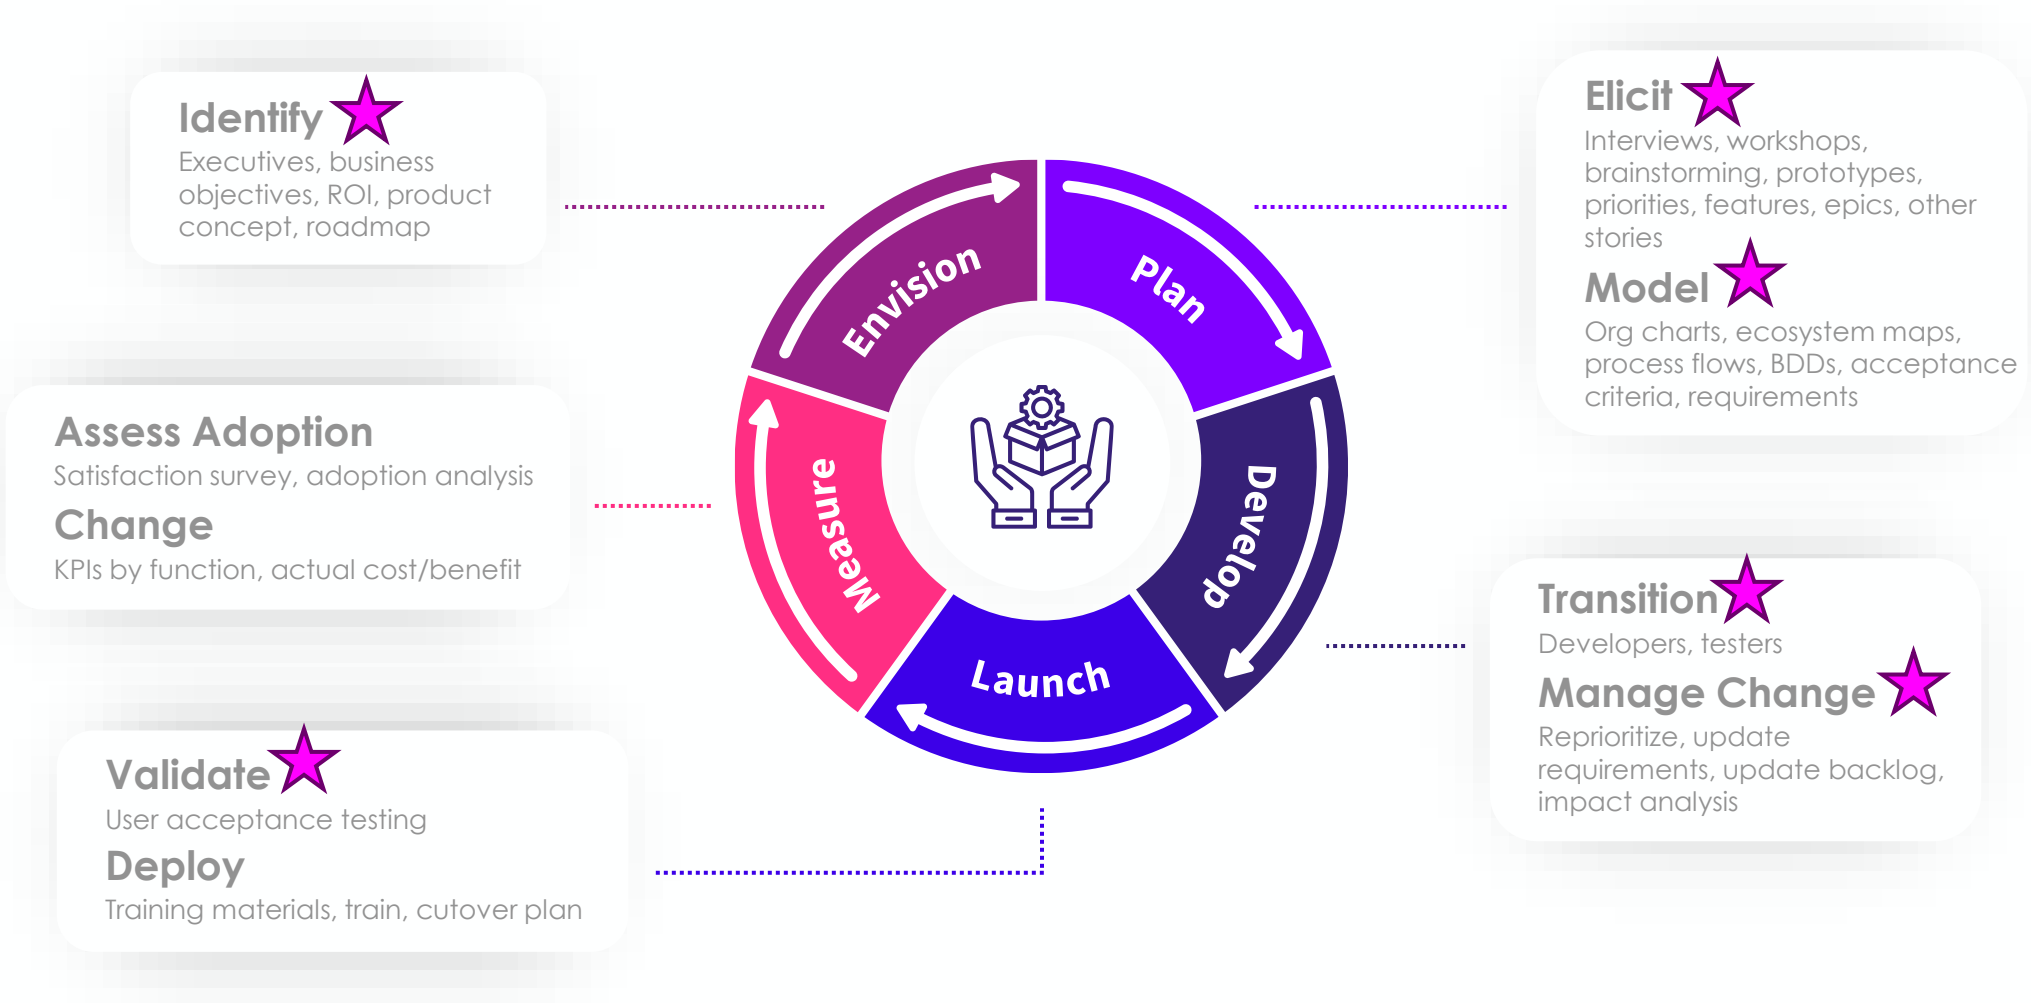 Identify
Executives, business
objectives, ROI, product
concept, roadmap
Elicit
Interviews, workshops,
brainstorming, prototypes,
priorities, features, epics, other
stories
Model
Org charts, ecosystem maps,
process flows, BDDs, acceptance
criteria, requirements
Envision
Plan
Develop
Launch
Measure
Assess Adoption
Satisfaction survey, adoption analysis
Change
KPIs by function, actual cost/benefit
Transition
Developers, testers
Manage Change
Reprioritize, update
requirements, update backlog,
impact analysis
Validate
User acceptance testing
Deploy
Training materials, train, cutover plan